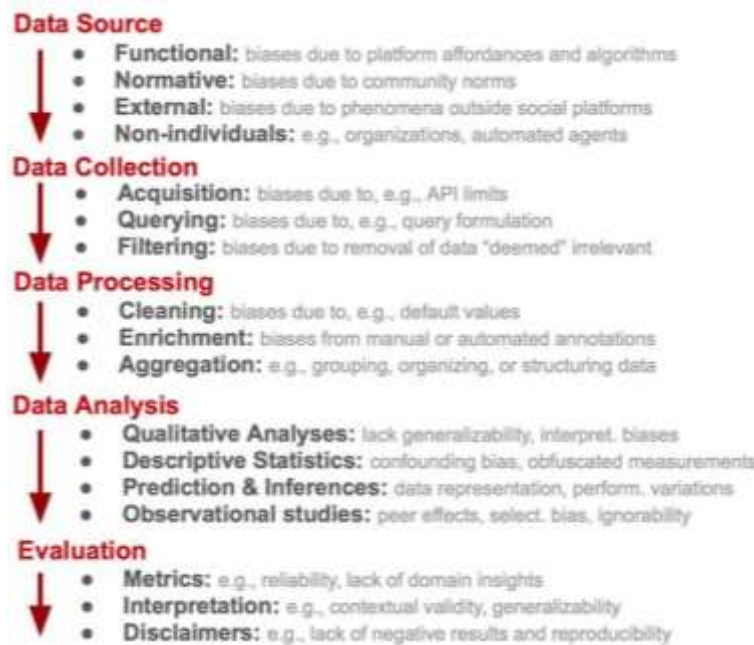 Data Source
• Functional: biases due to platform affordances and algorithms
• Normative: biases due to community norms
• External: biases due to phenomena outside social platforms
• Non-individuals: e.g., organizations, automated agents
Data Collection
• Acquisition: biases due to, e.g., API limits
• Querying: biases due to, e.g., query formulation
• Filtering: biases due to removal of data "deemed" irrelevant
Data Processing
• Cleaning: biases due to, e.g., default values
• Enrichment: biases from manual or automated annotations
• Aggregation: e.g., grouping, organizing, or structuring data
Data Analysis
• Qualitative Analyses: lack generalizability, interpret. biases
• Descriptive Statistics: confounding bias, obfuscated measurements
• Prediction & Inferences: data representation, perform. variations
• Observational studies: peer effects, select. bias, ignorability
Evaluation
• Metrics: e.g., reliability, lack of domain insights
• Interpretation: e.g., contextual validity, generalizability
• Disclaimers: e.g., lack of negative results and reproducibility